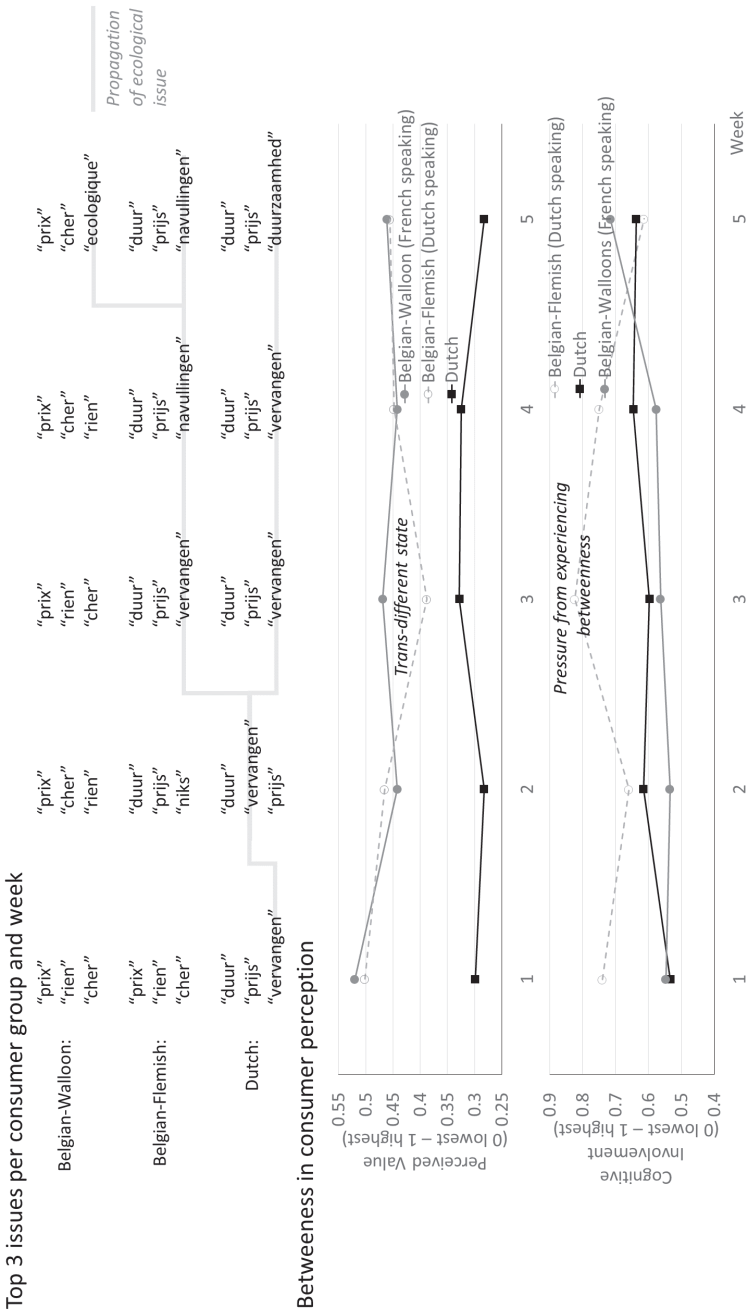 Top 3 issues per consumer group and week
Belgian-Walloon:
“prix”
“rien”
“cher”
“prix”
“cher”
“rien”
“prix”
“rien”
“cher”
“prix”
“cher”
“rien”
“prix”
“cher”
“ecologique”
Belgian-Flemish:
“prix”
“rien”
“cher”
“duur”
“prijs”
“niks”
“duur”
“prijs”
“vervangen”
“duur”
“prijs”
“navullingen”
“duur”
“prijs”
“navullingen”
Dutch:
“duur”
“prijs”
“vervangen”
“duur”
“vervangen”
“prijs”
“duur”
“prijs”
“vervangen”
“duur”
“prijs”
“vervangen”
“duur”
“prijs”
“duurzaamhed”
Propagation
of ecological
issue
Betweeness in consumer perception
Perceived Value
(0 lowest – 1 highest)
0.55
0.5
0.45
0.4
0.35
0.3
0.25
Trans-different state
Belgian-Walloon (French speaking)
Belgian-Flemish (Dutch speaking)
Dutch
1 2 3 4 5
Cognitive
Involvement
(0 lowest – 1 highest)
0.9
0.8
0.7
0.6
0.5
0.4
Pressure from experiencing
betweenness
Belgian-Flemish (Dutch speaking)
Dutch
Belgian-Walloons (French speaking)
1 2 3 4 5 Week